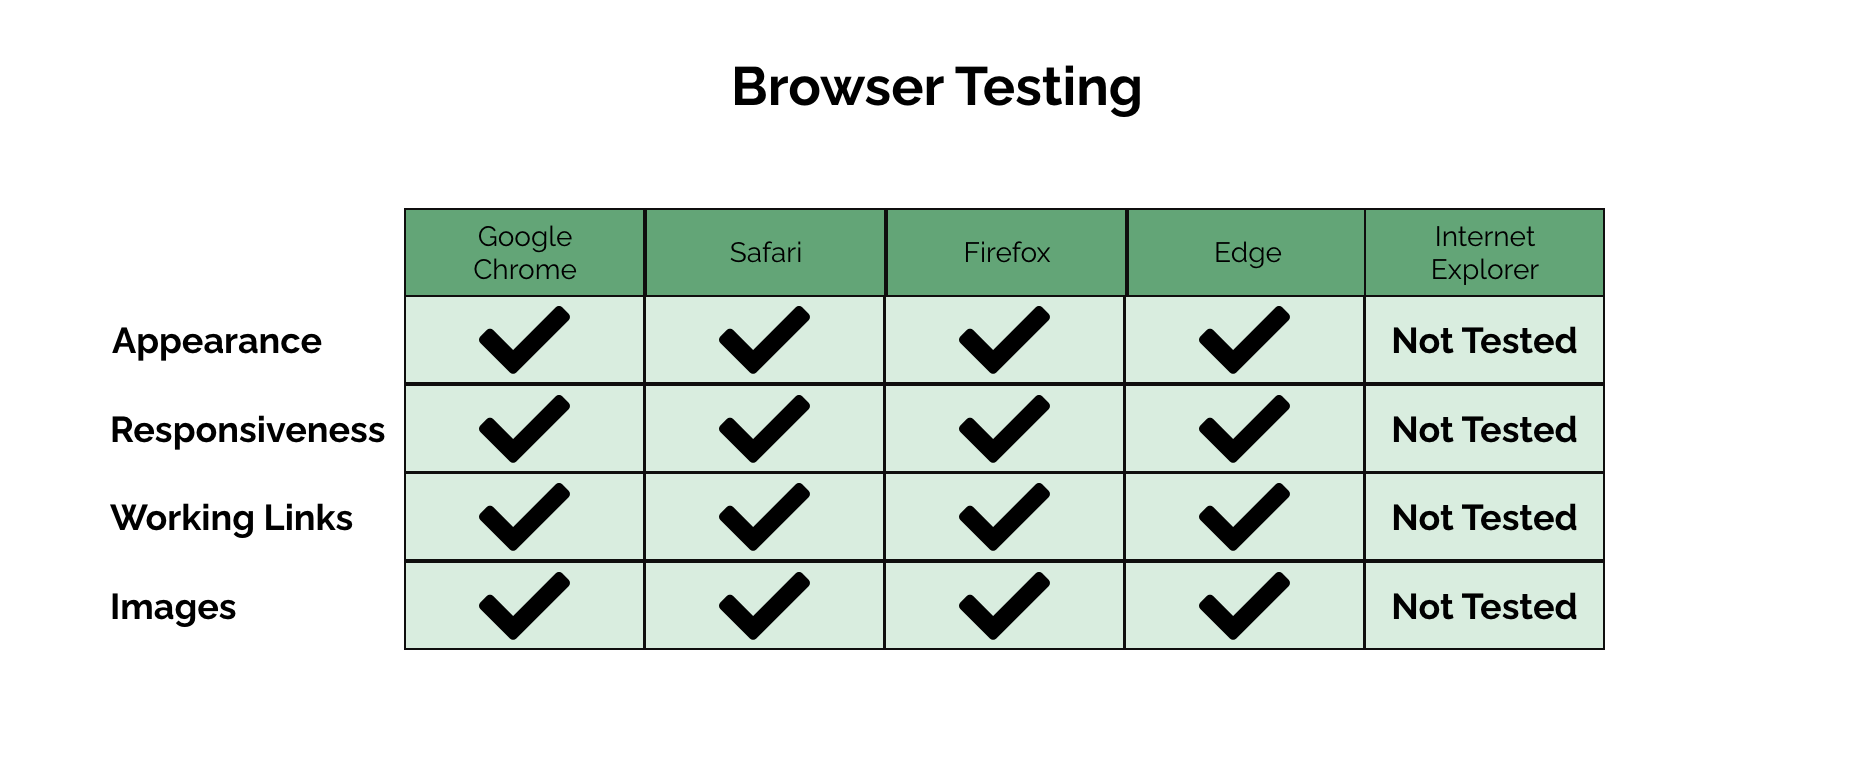 Browser Testing
Google
Chrome
Safari
Firefox
Edge
Internet
Explorer
Appearance
Not Tested
Responsiveness
Not Tested
Working Links
Not Tested
Images
Not Tested